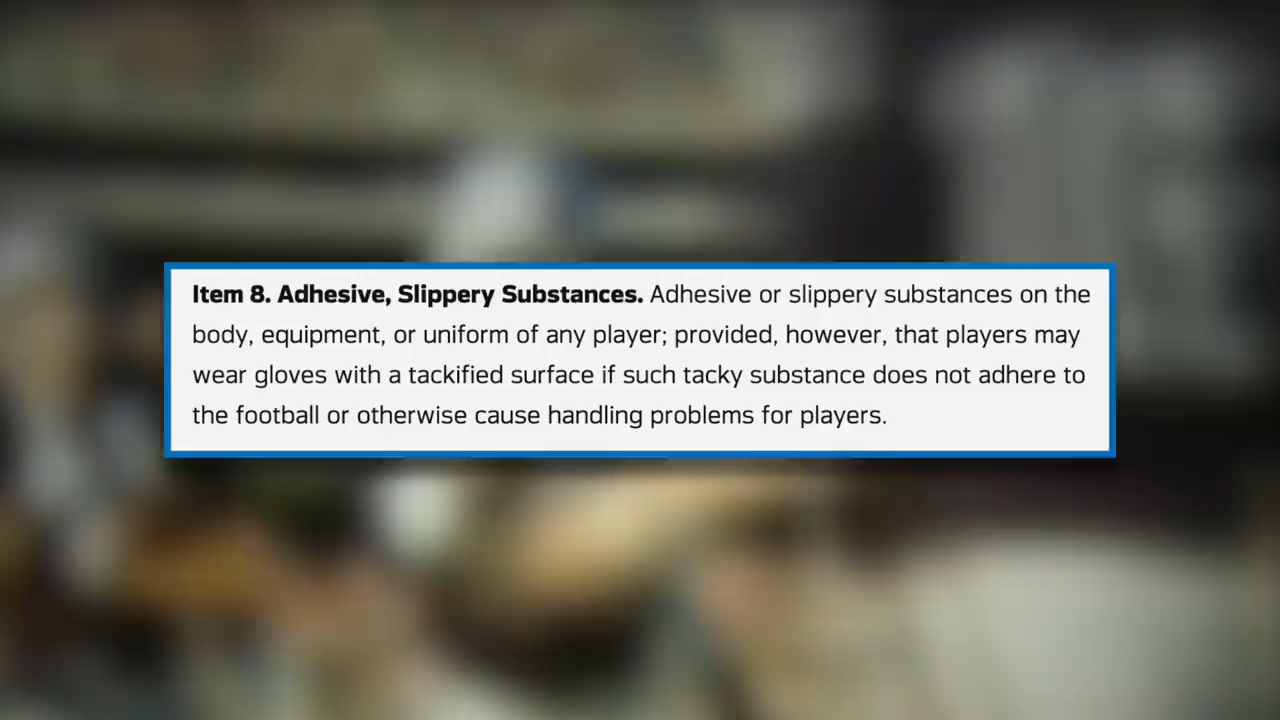 Item 8. Adhesive, Slippery Substances. Adhesive or slippery substances on the
body, equipment, or uniform of any player; provided, however, that players may
wear gloves with a tackified surface if such tacky substance does not adhere to
the football or otherwise cause handling problems for players.